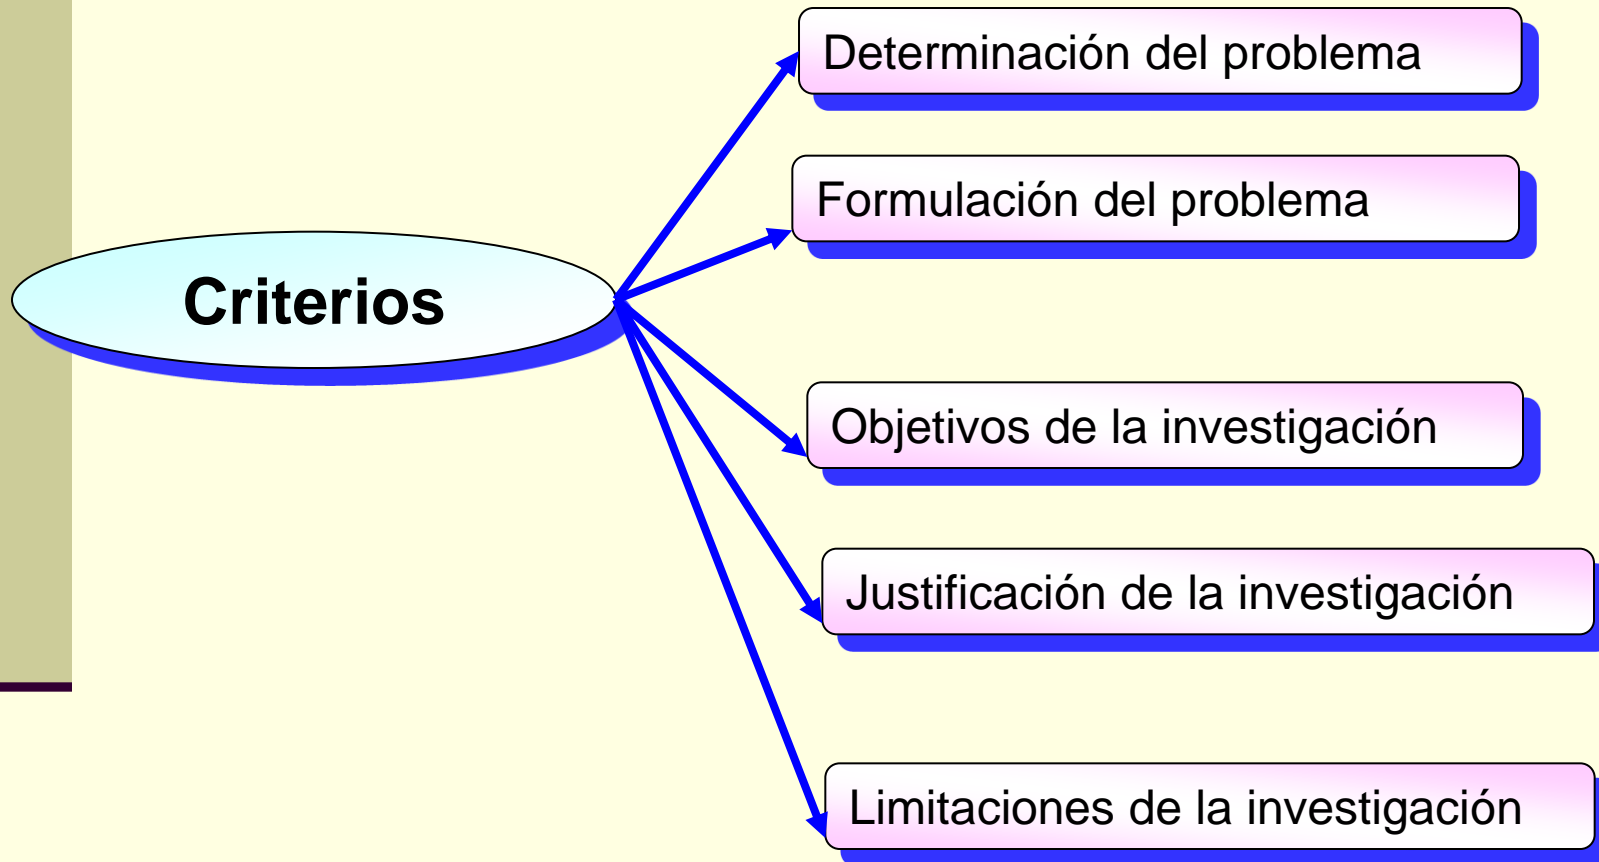 Determinación del problema
Formulación del problema
Criterios
Objetivos de la investigación
Justificación de la investigación
Limitaciones de la investigación